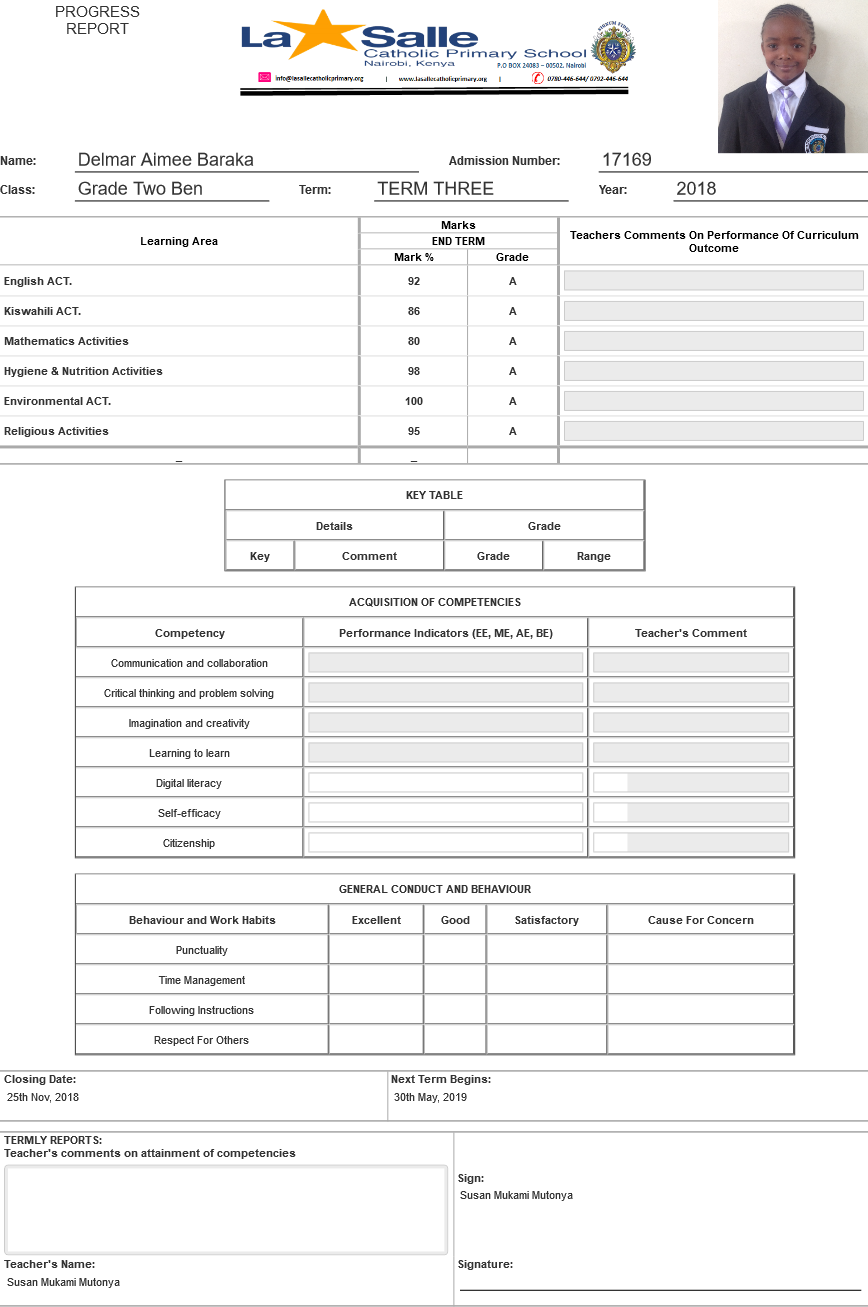 PROGRESS
REPORT
La Salle
Catholic Primary School
Nairobi, Kenya
P.O BOX 24083 – 00502, Nairobi
info@lasallecatholicprimary.org | www.lasallecatholicprimary.org | 0780-446-644/ 0792-446-644
Name: Delmar Aimee Baraka Admission Number: 17169
Class: Grade Two Ben Term: TERM THREE Year: 2018
Learning Area Marks Teachers Comments On Performance Of Curriculum Outcome
END TERM
Mark % Grade
English ACT. 92 A
Kiswahili ACT. 86 A
Mathematics Activities 80 A
Hygiene & Nutrition Activities 98 A
Environmental ACT. 100 A
Religious Activities 95 A
_ _
KEY TABLE
Details Grade
Key Comment Grade Range
ACQUISITION OF COMPETENCIES
Competency Performance Indicators (EE, ME, AE, BE) Teacher's Comment
Communication and collaboration
Critical thinking and problem solving
Imagination and creativity
Learning to learn
Digital literacy
Self-efficacy
Citizenship
GENERAL CONDUCT AND BEHAVIOUR
Behaviour and Work Habits Excellent Good Satisfactory Cause For Concern
Punctuality
Time Management
Following Instructions
Respect For Others
Closing Date: Next Term Begins:
25th Nov, 2018 30th May, 2019
TERMLY REPORTS:
Teacher's comments on attainment of competencies
Sign:
Susan Mukami Mutonya
Teacher's Name: Signature:
Susan Mukami Mutonya